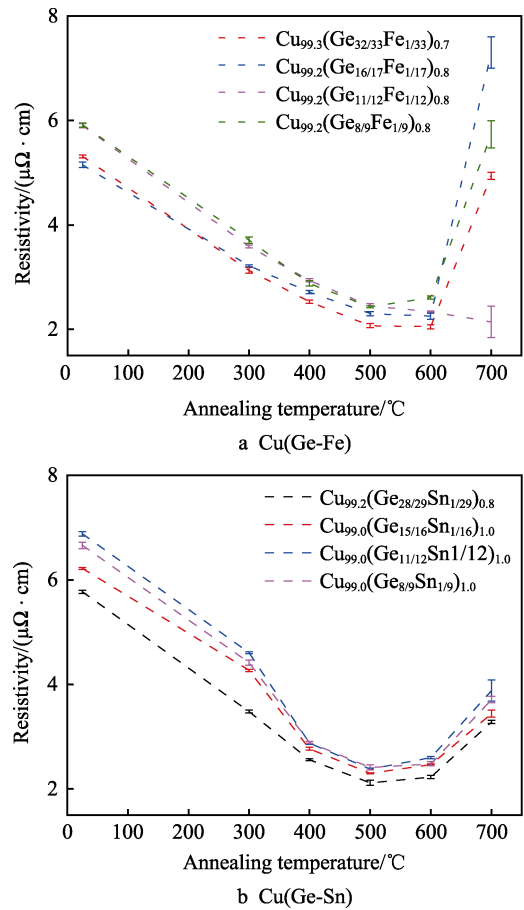 Cu99.3(Ge32/33Fe1/33)0.7
Cu99.2(Ge16/17Fe1/17)0.8
Cu99.2(Ge11/12Fe1/12)0.8
Cu99.2(Ge8/9Fe1/9)0.8
8
6
4
2
Resistivity/(μΩ · cm)
0 100 200 300 400 500 600 700
Annealing temperature/℃
a Cu(Ge-Fe)
Cu99.2(Ge28/29Sn1/29)0.8
Cu99.0(Ge15/16Sn1/16)1.0
Cu99.0(Ge11/12Sn1/12)1.0
Cu99.0(Ge8/9Sn1/9)1.0
8
6
4
2
Resistivity/(μΩ · cm)
0 100 200 300 400 500 600 700
Annealing temperature/℃
b Cu(Ge-Sn)